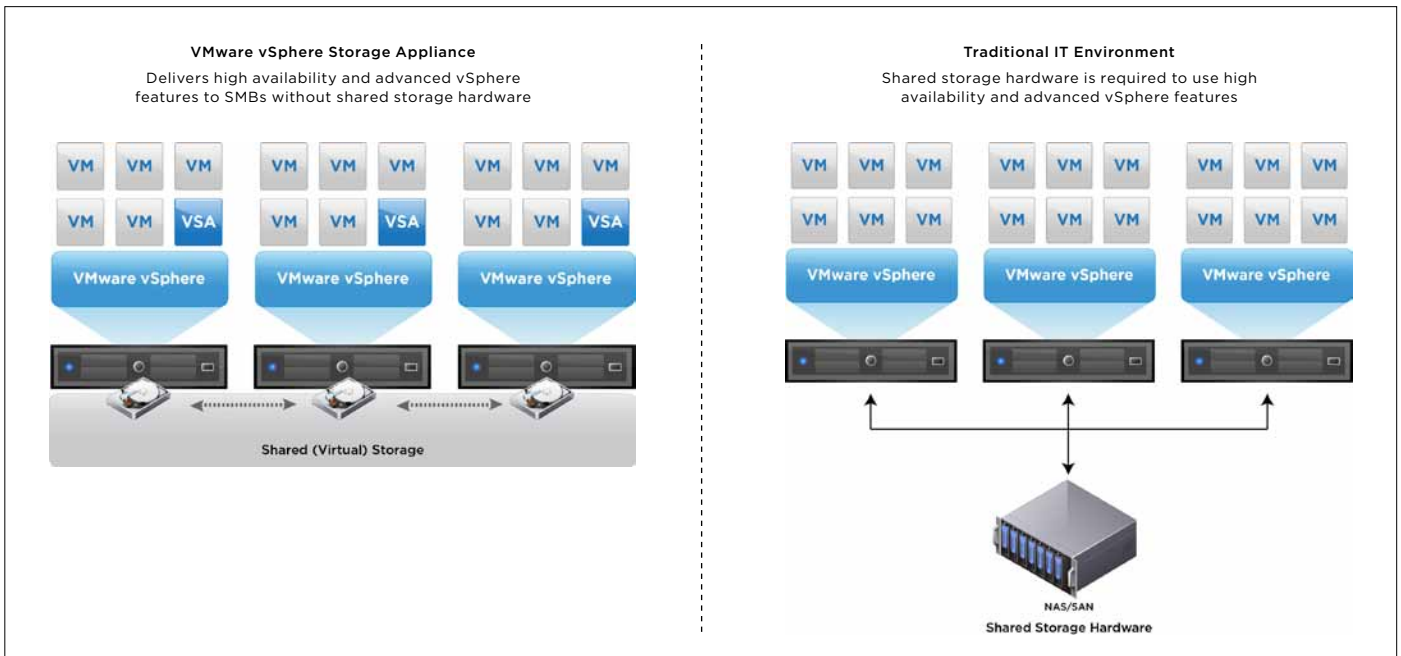 VMware vSphere Storage Appliance
Delivers high availability and advanced vSphere
features to SMBs without shared storage hardware
VM VM VM VM VM VM VM VM VM
VM VM VSA VM VM VSA VM VM VSA
VMware vSphere VMware vSphere VMware vSphere
Shared (Virtual) Storage
Traditional IT Environment
Shared storage hardware is required to use high
availability and advanced vSphere features
VM VM VM VM VM VM VM VM VM
VM VM VM VM VM VM VM VM VM
VMware vSphere VMware vSphere VMware vSphere
NAS/SAN
Shared Storage Hardware